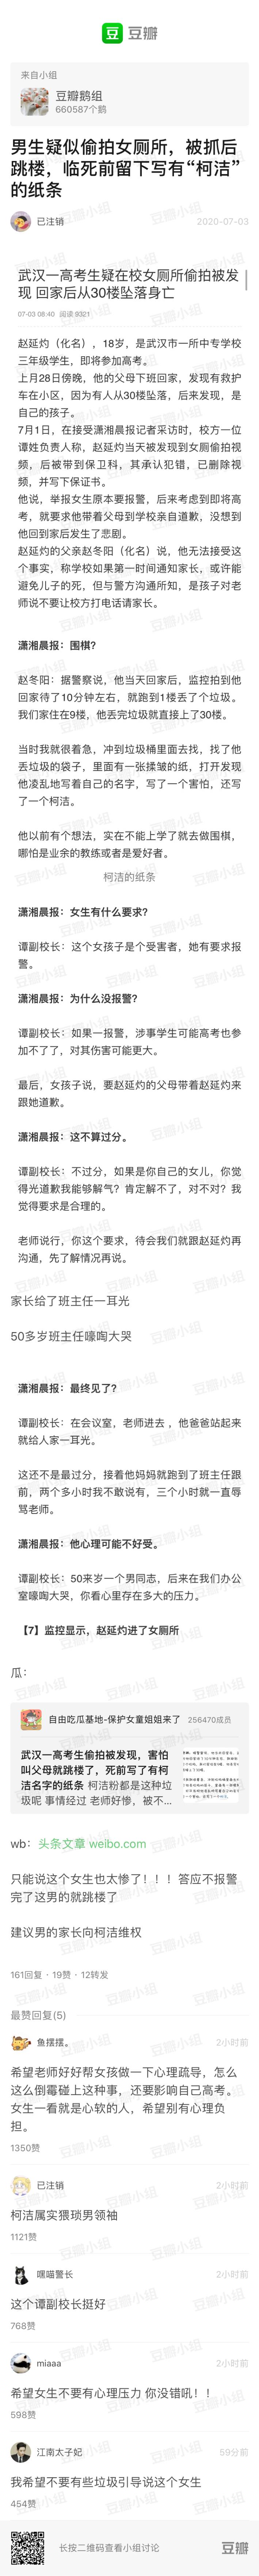 豆瓣
来自小组
豆瓣鹅组
660587个鹅
男生疑似偷拍女厕所，被抓后
跳楼，临死前留下写有“柯洁”
的纸条
已注销
2020-07-03
武汉一高考生疑在校女厕所偷拍被发
现 回家后从30楼坠落身亡
07-03 08:40 阅读 9321
赵延灼（化名），18岁，是武汉市一所中专学校
三年级学生，即将参加高考。
上月28日傍晚，他的父母下班回家，发现有救护
车在小区，因为有人从30楼坠落，后来发现，是
自己的孩子。
7月1日，在接受潇湘晨报记者采访时，校方一位
谭姓负责人称，赵延灼当天被发现到女厕偷拍视
频，后被带到保卫科，其承认犯错，已删除视
频，并写下保证书。
他说，举报女生原本要报警，后来考虑到即将高
考，就要求他带着父母到学校亲自道歉，没想到
他回到家后发生了悲剧。
赵延灼的父亲赵冬阳（化名）说，他无法接受这
个事实，称学校如果第一时间通知家长，或许能
避免儿子的死，但与警方沟通所知，是孩子对老
师说不要让校方打电话请家长。
潇湘晨报：围棋?
赵冬阳：据警察说，他当天回家后，监控拍到他
回家待了10分钟左右，就跑到1楼丢了个垃圾。
我们家住在9楼，他丢完垃圾就直接上了30楼。
当时我就很着急，冲到垃圾桶里面去找，找了他
丢垃圾的袋子，里面有一张揉皱的纸，打开发现
他凌乱地写着自己的名字，写了一个害怕，还写
了一个柯洁。
他以前有个想法，实在不能上学了就去做围棋，
哪怕是业余的教练或者是爱好者。
柯洁的纸条
潇湘晨报：女生有什么要求?
谭副校长：这个女孩子是个受害者，她有要求报
警。
潇湘晨报：为什么没报警?
谭副校长：如果一报警，涉事学生可能高考也参
加不了了，对其伤害可能更大。
最后，女孩子说，要赵延灼的父母带着赵延灼来
跟她道歉。
潇湘晨报：这不算过分。
谭副校长：不过分，如果是你自己的女儿，你觉
得光道歉我能够解气？肯定解不了，对不对？我
觉得要求是合理的。
老师说行，你这个要求，待会我们就跟赵延灼再
沟通，先了解情况再说。
家长给了班主任一耳光
50多岁班主任嚎啕大哭
潇湘晨报：最终见了?
谭副校长：在会议室，老师进去 ，他爸爸站起来
就给人家一耳光。
这还不是最过分，接着他妈妈就跑到了班主任跟
前，两个多小时我不敢说有，三个小时就一直辱
骂老师。
潇湘晨报：他心理可能不好受。
谭副校长：50来岁一个男同志，后来在我们办公
室嚎啕大哭，你看心里存在多大的压力。
【7】监控显示，赵延灼进了女厕所
瓜：
自由吃瓜基地-保护女童姐姐来了 256470成员
武汉一高考生偷拍被发现，害怕
叫父母就跳楼了，死前写了有柯
洁名字的纸条 柯洁粉都是这种垃
圾呢 事情经过 老师好惨，被不...
wb：头条文章 weibo.com
只能说这个女生也太惨了！！！答应不报警
完了这男的就跳楼了
建议男的家长向柯洁维权
161回复 · 19赞 · 12转发
最赞回复(5)
鱼摆摆。
2小时前
希望老师好好帮女孩做一下心理疏导，怎么
这么倒霉碰上这种事，还要影响自己高考。
女生一看就是心软的人，希望别有心理负
担。
1350赞
已注销
2小时前
柯洁属实猥琐男领袖
1121赞
嘿喵警长
2小时前
这个谭副校长挺好
768赞
miaaa
2小时前
希望女生不要有心理压力 你没错吼！！
598赞
江南太子妃
59分前
我希望不要有些垃圾引导说这个女生
454赞
长按二维码查看小组讨论
豆瓣